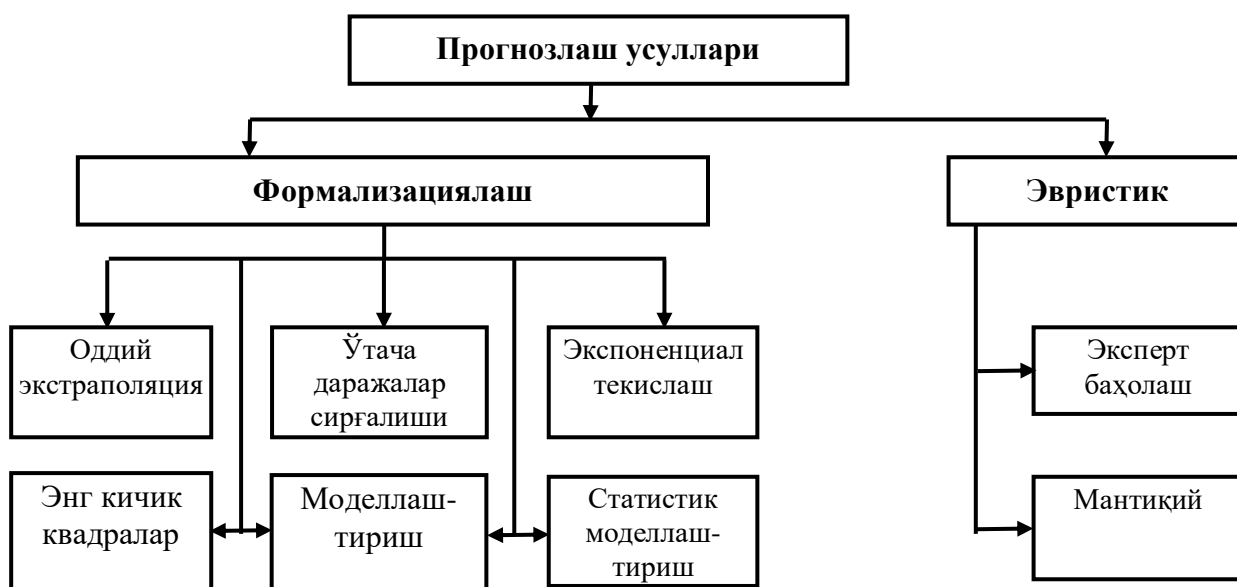 Прогнозлаш усуллари
Формализациялаш
Эвристик
Оддий
экстраполяция
Ўтача
даражалар
сирғалиши
Экспоненциал
текислаш
Эксперт
баҳолаш
Энг кичик
квадралар
Моделлаш-
тириш
Статистик
моделлаш-
тириш
Мантиқий